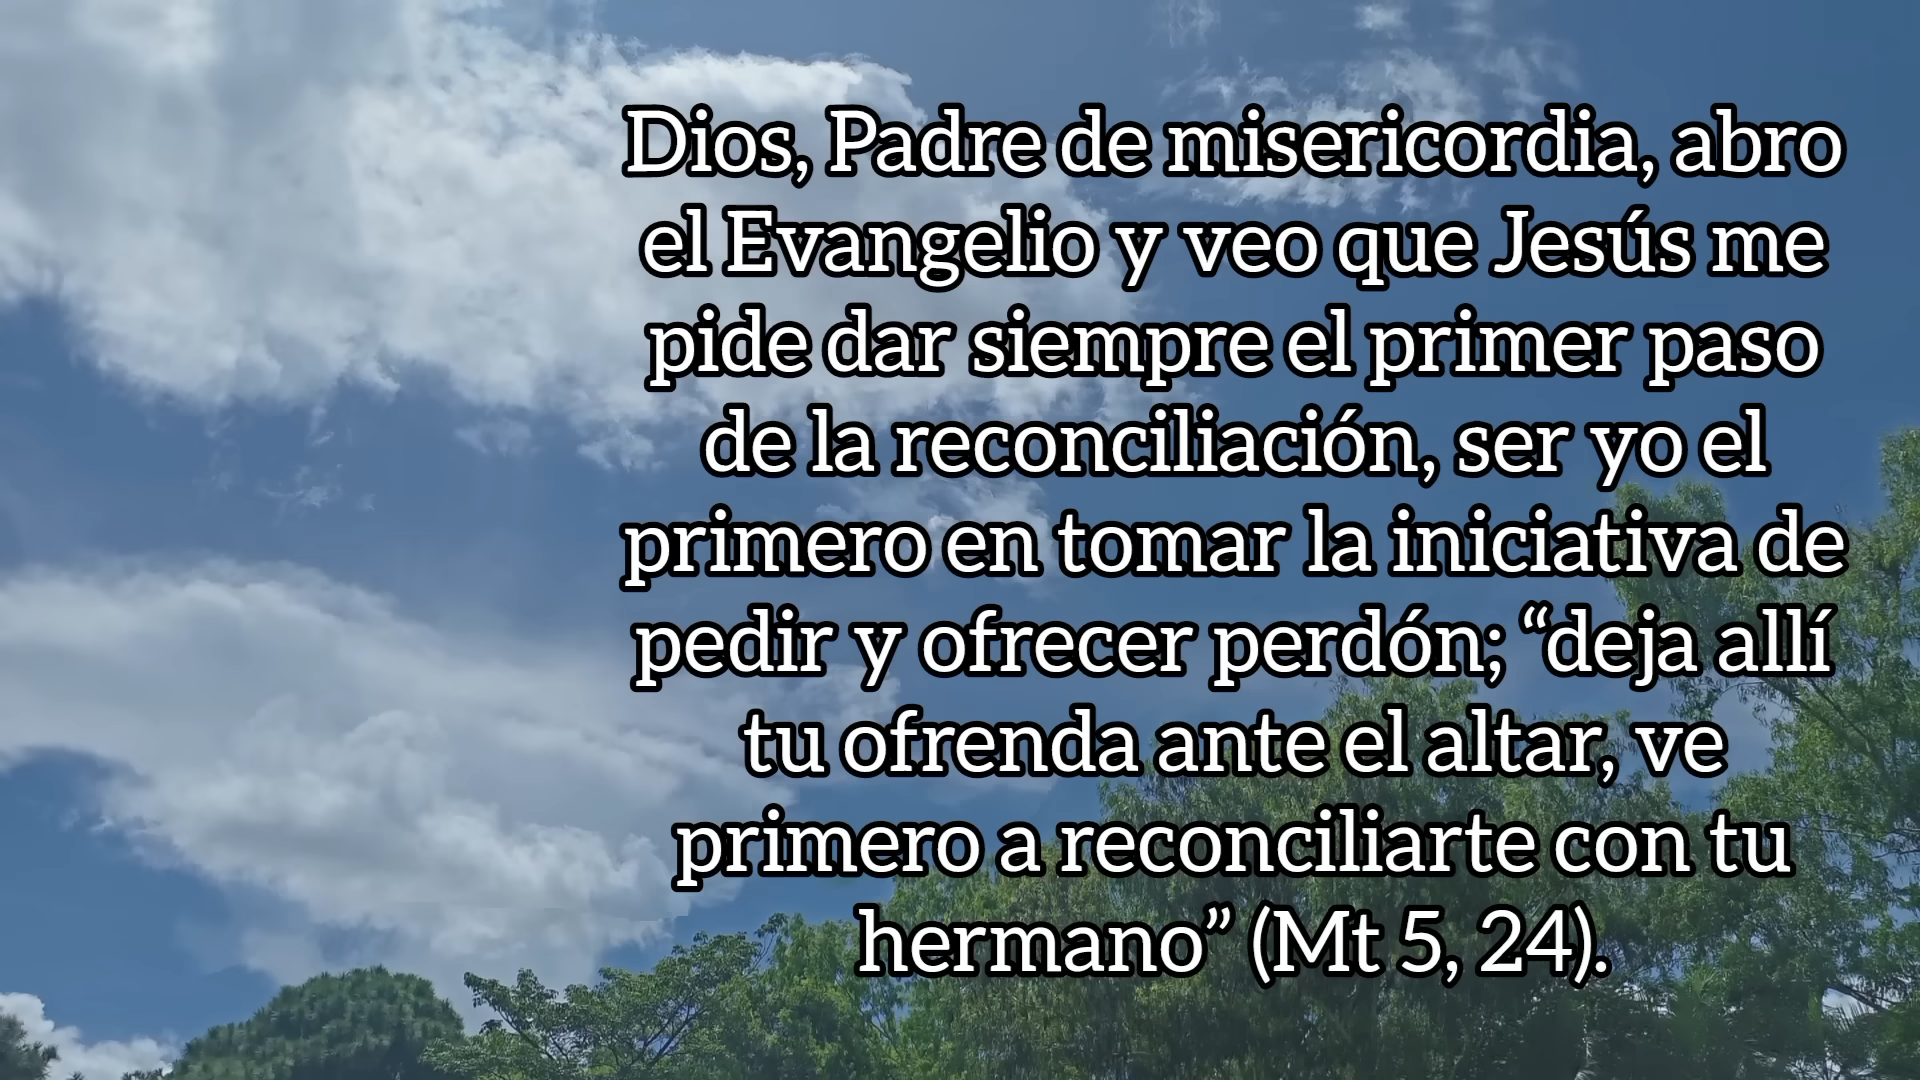 Dios, Padre de misericordia, abro
el Evangelio y veo que Jesús me
pide dar siempre el primer paso
de la reconciliación, ser yo el
primero en tomar la iniciativa de
pedir y ofrecer perdón; “deja allí
tu ofrenda ante el altar, ve
primero a reconciliarte con tu
hermano” (Mt 5, 24).